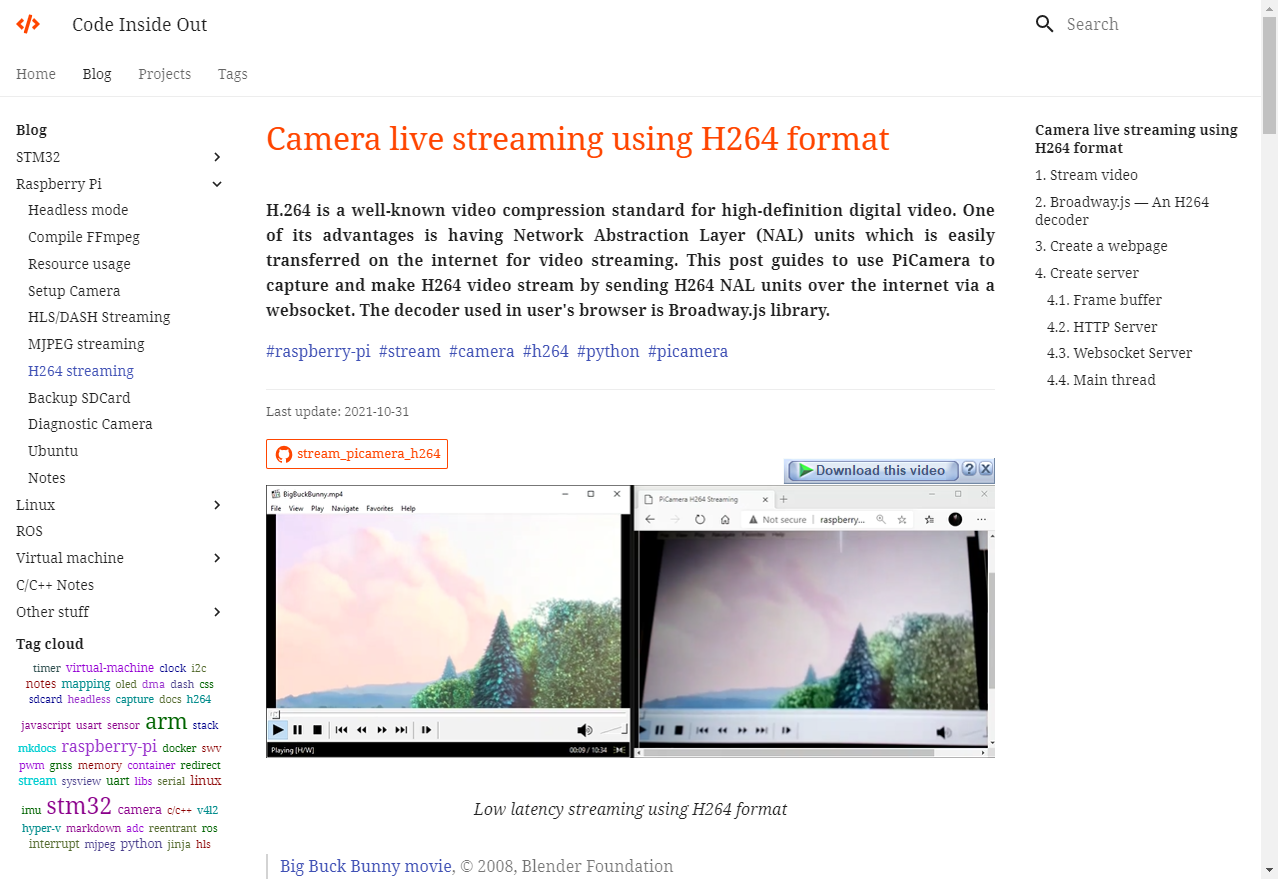 Code Inside Out
Search
Home Blog Projects Tags
Blog
STM32
Raspberry Pi
Headless mode
Compile FFmpeg
Resource usage
Setup Camera
HLS/DASH Streaming
MJPEG streaming
H264 streaming
Backup SDCard
Diagnostic Camera
Ubuntu
Notes
Linux
ROS
Virtual machine
C/C++ Notes
Other stuff
Tag cloud
timer virtual-machine clock i2c
notes mapping oled dma dash css
sdcard headless capture docs h264
javascript usart sensor arm stack
mkdocs raspberry-pi docker swv
pwm gnss memory container redirect
stream sysview uart libs serial linux
imu stm32 camera c/c++ v4l2
hyper-v markdown adc reentrant ros
interrupt mjpeg python jinja hls
Camera live streaming using H264 format
H.264 is a well-known video compression standard for high-definition digital video. One
of its advantages is having Network Abstraction Layer (NAL) units which is easily
transferred on the internet for video streaming. This post guides to use PiCamera to
capture and make H264 video stream by sending H264 NAL units over the internet via a
websocket. The decoder used in user's browser is Broadway.js library.
#raspberry-pi #stream #camera #h264 #python #picamera
Last update: 2021-10-31
stream_picamera_h264
Download this video ? X
BigBuckBunny.mp4
File View Play Navigate Favorites Help
Playing [H/W]
00:09 / 10:34
PiCamera H264 Streaming
Not secure | raspberry...
Low latency streaming using H264 format
Big Buck Bunny movie, © 2008, Blender Foundation
Camera live streaming using
H264 format
1. Stream video
2. Broadway.js — An H264
decoder
3. Create a webpage
4. Create server
4.1. Frame buffer
4.2. HTTP Server
4.3. Websocket Server
4.4. Main thread